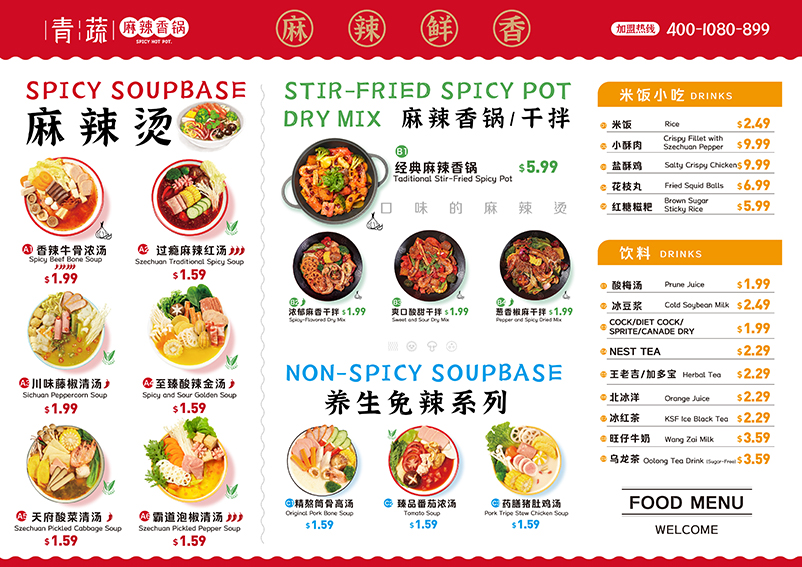 青蔬
麻辣香锅
SPICY HOT POT.
麻辣鲜香
加盟热线 400-1080-899
SPICY SOUPBASE
麻辣烫
A1 香辣牛骨浓汤
Spicy Beef Bone Soup
$1.99
A2 过瘾麻辣红汤
Szechuan Traditional Spicy Soup
$1.59
A3 川味藤椒清汤
Sichuan Peppercorn Soup
$1.99
A4 至臻酸辣金汤
Spicy and Sour Golden Soup
$1.59
A5 天府酸菜清汤
Szechuan Pickled Cabbage Soup
$1.59
A6 霸道泡椒清汤
Szechuan Pickled Pepper Soup
$1.59
STIR-FRIED SPICY POT
DRY MIX 麻辣香锅/干拌
B1
经典麻辣香锅 $5.99
Taditional Stir-Fried Spicy Pot
口味的麻辣烫
B2
浓郁麻香干拌 $1.99
Spicy-Flavored Dry Mix
B3
爽口酸甜干拌 $1.99
Sweet and Sour Dry Mix
B4
葱香椒麻干拌 $1.99
Pepper and Spicy Dried Mix
NON-SPICY SOUPBASE
养生免辣系列
C1 精熬筒骨高汤
Original Pork Bone Soup
$1.59
C2 臻品番茄浓汤
Tomato Soup
$1.59
C3 药膳猪肚鸡汤
Pork Tripe Stew Chicken Soup
$1.59
米饭小吃 DRINKS
米饭 Rice $2.49
小酥肉 Crispy Fillet with
Szechuan Pepper $9.99
盐酥鸡 Salty Crispy Chicken $9.99
花枝丸 Fried Squid Balls $6.99
红糖糍粑 Brown Sugar
Sticky Rice $5.99
饮料 DRINKS
酸梅汤 Prune Juice $1.99
冰豆浆 Cold Soybean Milk $2.49
COCK/DIET COCK/
SPRITE/CANADE DRY $1.99
NEST TEA $2.29
王老吉/加多宝 Herbal Tea $2.29
北冰洋 Orange Juice $2.29
冰红茶 KSF Ice Black Tea $2.29
旺仔牛奶 Wang Zai Milk $3.59
乌龙茶 Oolong Tea Drink (Sugar-Free) $3.59
FOOD MENU
WELCOME